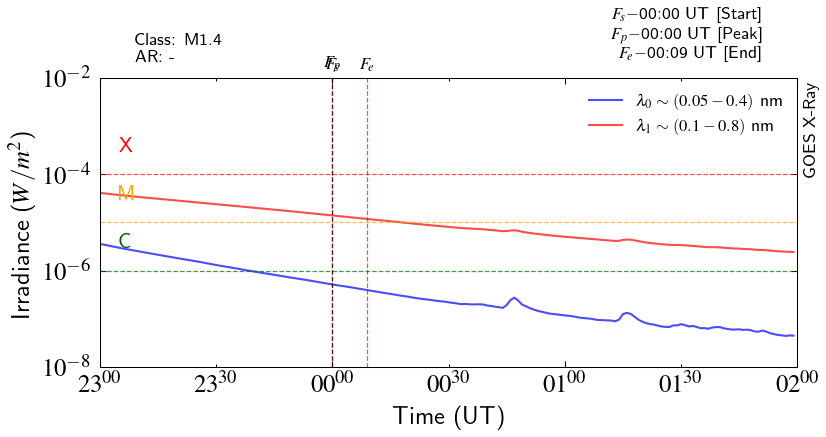 F_s−00:00 UT [Start]
Class: M1.4
F_p−00:00 UT [Peak]
AR: -
F_e−00:09 UT [End]
F_e
10^−2
λ_0 ∼ (0.05 − 0.4) nm
λ_1 ∼ (0.1 − 0.8) nm
GOES X-Ray
X
10^−4
M
C
10^−6
10^−8
Irradiance (W/m^2)
23^00
23^30
00^00
00^30
01^00
01^30
02^00
Time (UT)